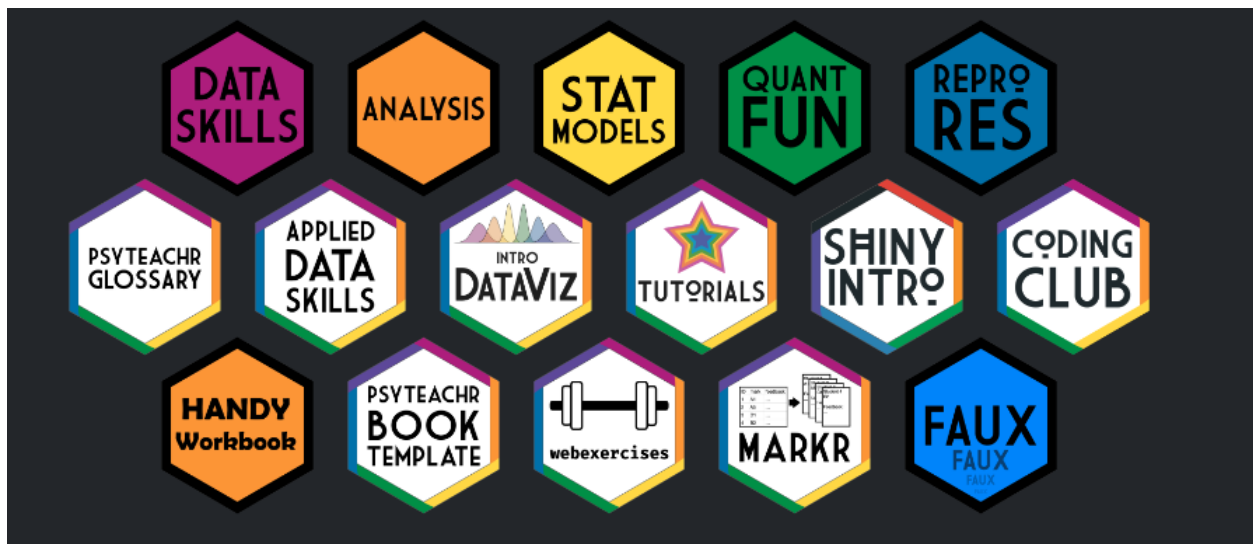 DATA
SKILLS
ANALYSIS
STAT
MODELS
QUANT
FUN
REPRO
RES
PSYTEACHR
GLOSSARY
APPLIED
DATA
SKILLS
INTRO
DATAVIZ
TUTORIALS
SHINY
INTRO
CODING
CLUB
HANDY
Workbook
PSYTEACHR
BOOK
TEMPLATE
webexercises
MARKR
FAUX
FAUX
FAUX